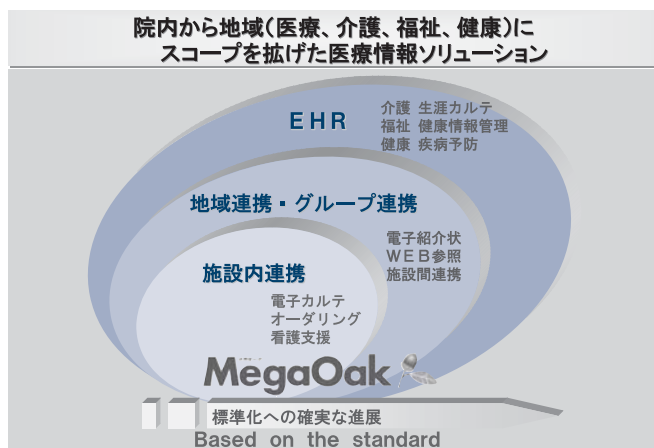 院内から地域(医療、介護、福祉、健康)に
スコープを拡げた医療情報ソリューション
EHR
介護 生涯カルテ
福祉 健康情報管理
健康 疾病予防
地域連携・グループ連携
電子紹介状
WEB参照
施設間連携
施設内連携
電子カルテ
オーダリング
看護支援
MegaOak
標準化への確実な進展
Based on the standard